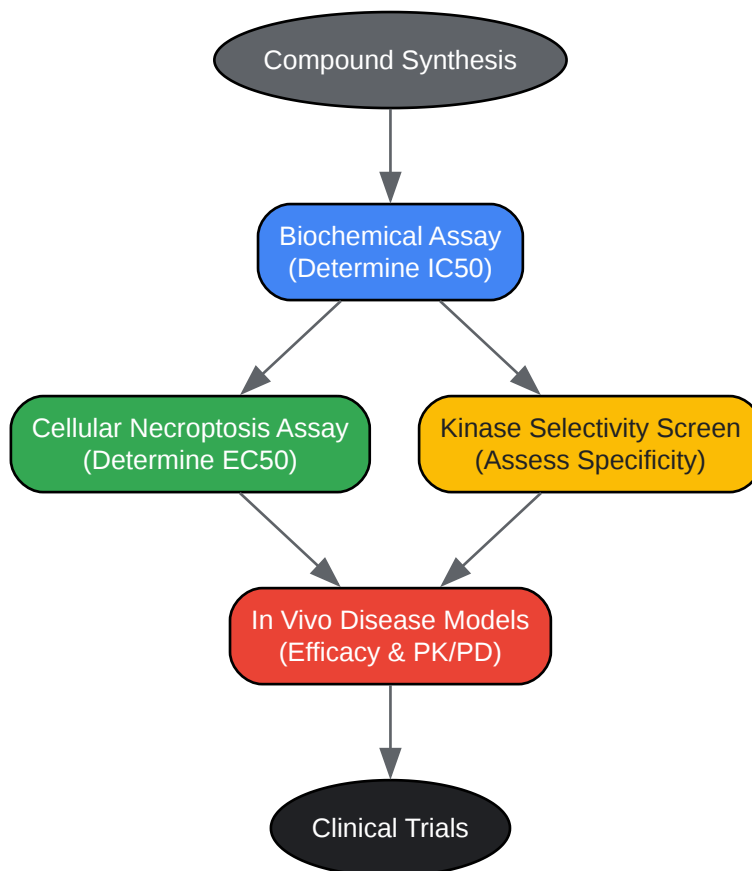 Compound Synthesis
Biochemical Assay
(Determine IC50)
Cellular Necroptosis Assay
(Determine EC50)
Kinase Selectivity Screen
(Assess Specificity)
In Vivo Disease Models
(Efficacy & PK/PD)
Clinical Trials